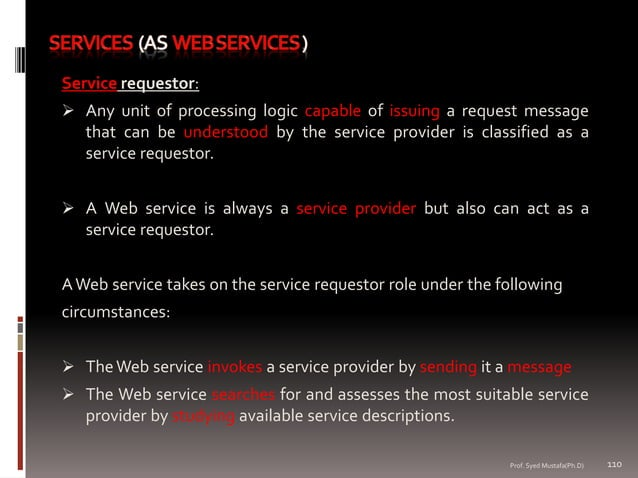 SERVICES (AS WEBSERVICES)
Service requestor:
➢ Any unit of processing logic capable of issuing a request message
that can be understood by the service provider is classified as a
service requestor.
➢ A Web service is always a service provider but also can act as a
service requestor.
A Web service takes on the service requestor role under the following
circumstances:
➢ The Web service invokes a service provider by sending it a message
➢ The Web service searches for and assesses the most suitable service
provider by studying available service descriptions.
Prof. Syed Mustafa(Ph.D) 110